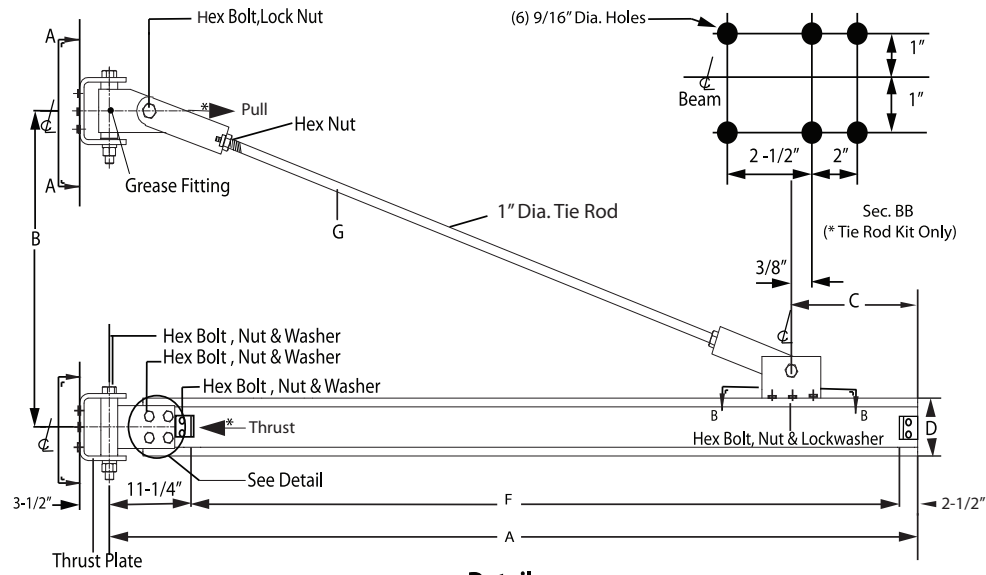 Hex Bolt,Lock Nut
(6) 9/16” Dia. Holes
A
1”
* Pull
℄
Beam
1”
Hex Nut
℄
2 -1/2”
2”
A
Grease Fitting
Sec. BB
(* Tie Rod Kit Only)
1” Dia. Tie Rod
G
B
3/8”
C
℄
Hex Bolt , Nut & Washer
Hex Bolt , Nut & Washer
Hex Bolt , Nut & Washer
B
B
* Thrust
℄
D
Hex Bolt, Nut & Lockwasher
See Detail
3-1/2”
11-1/4”
F
2-1/2”
A
Thrust Plate